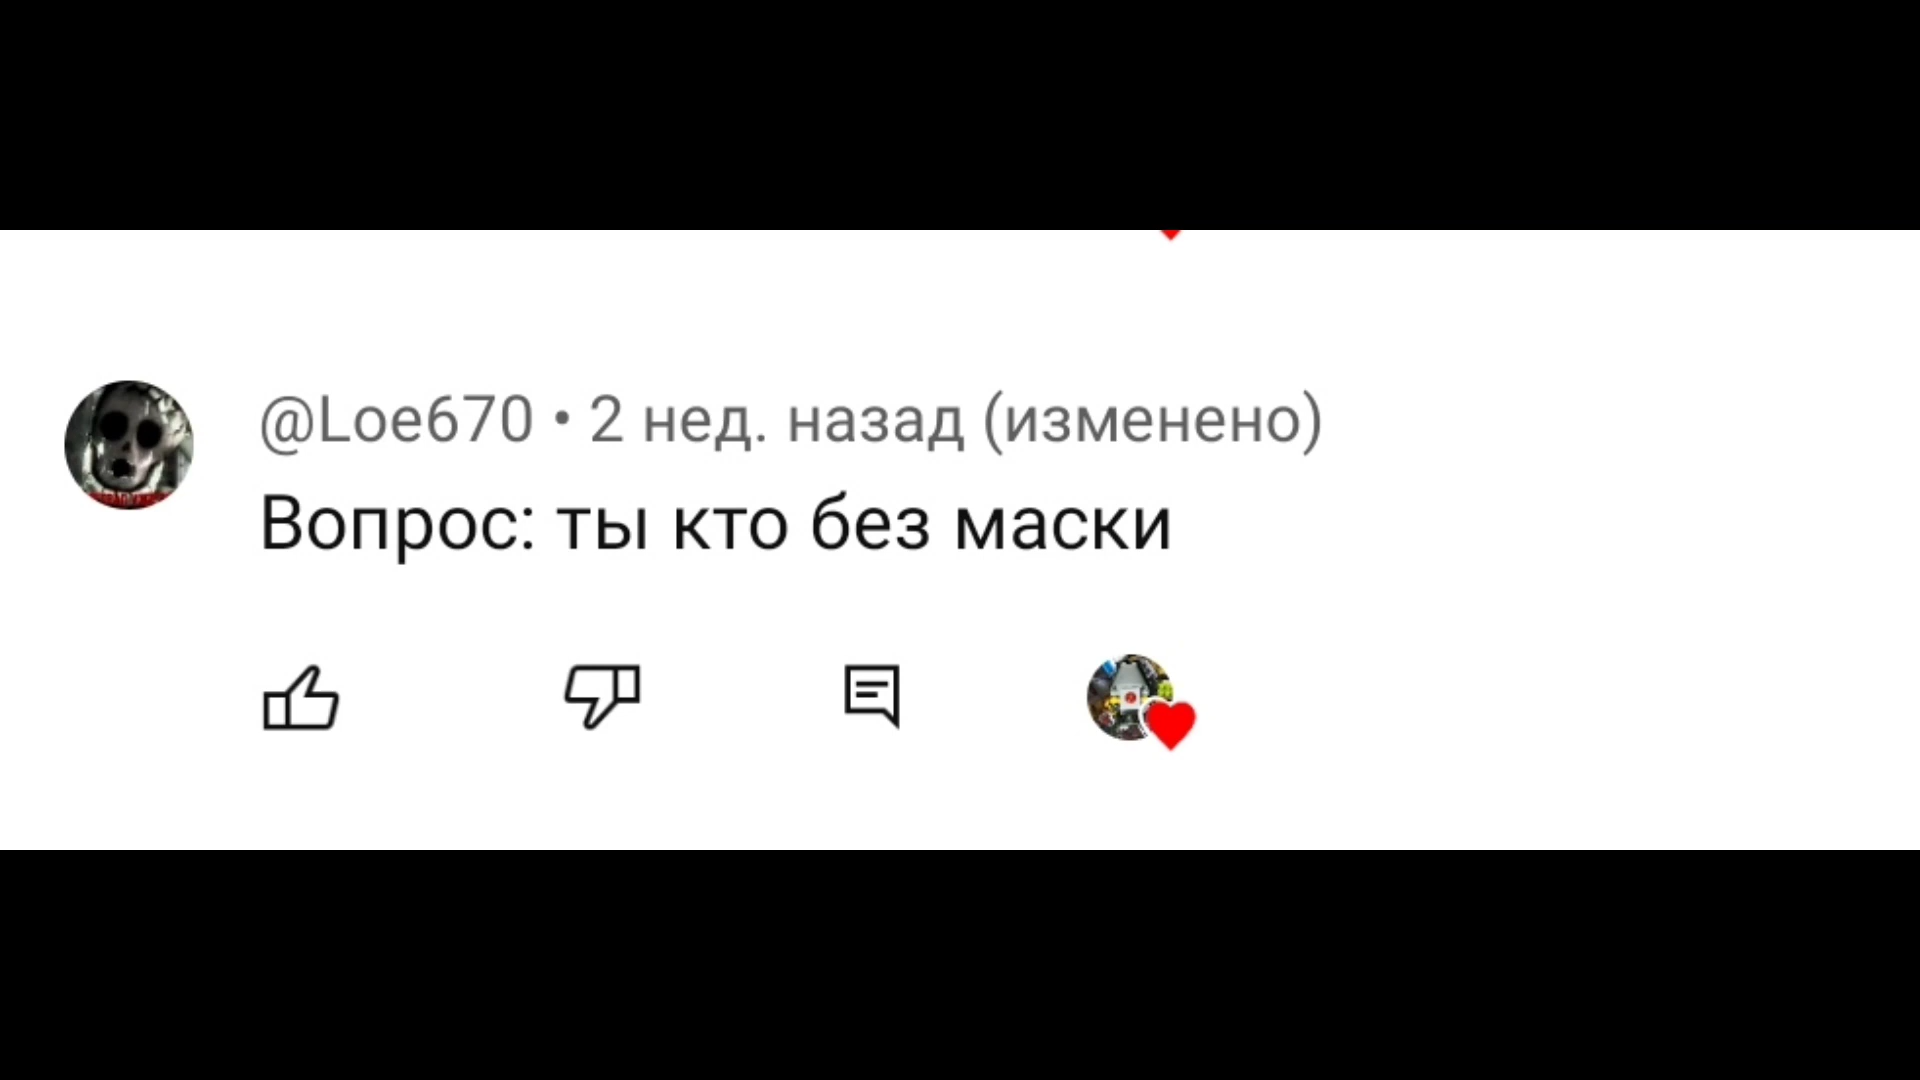 @Loe670 • 2 нед. назад (изменено)
Вопрос: ты кто без маски